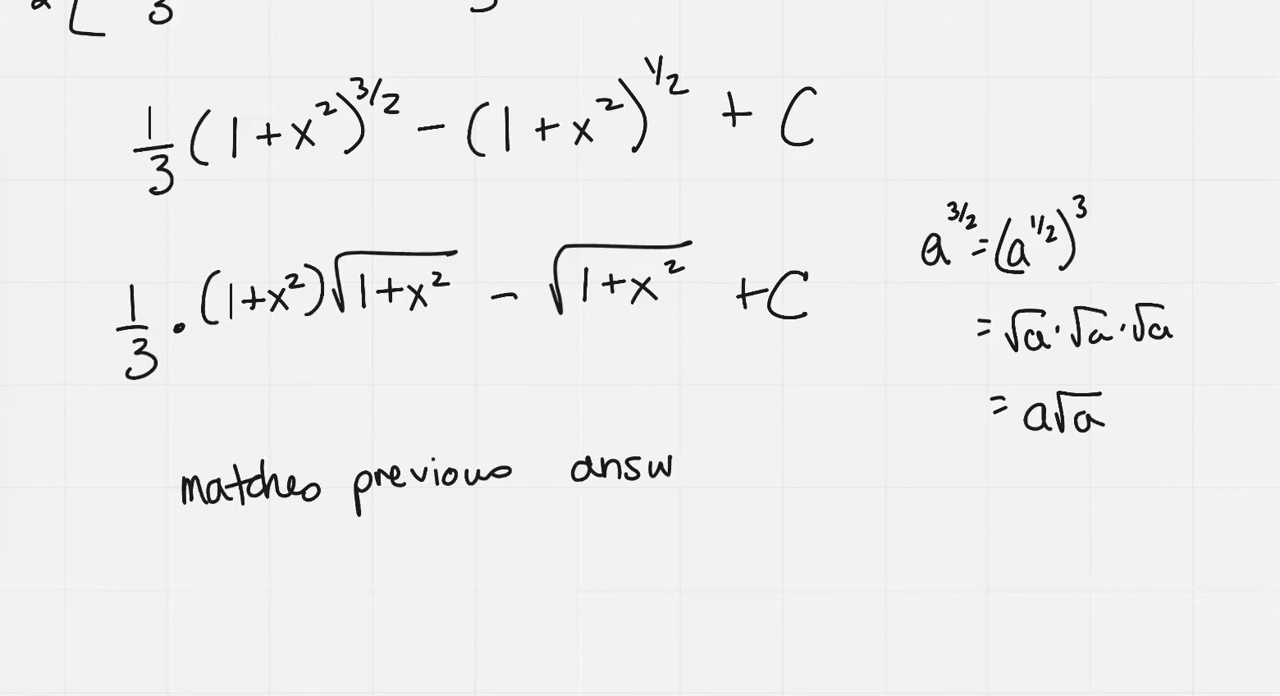 3
1/3 (1+x²)^3/2 − (1+x²)^1/2 + C
1/3 · (1+x²)√(1+x²) − √(1+x²) + C
matches previous answ
a^3/2 = (a^1/2)^3
= √a · √a · √a
= a√a